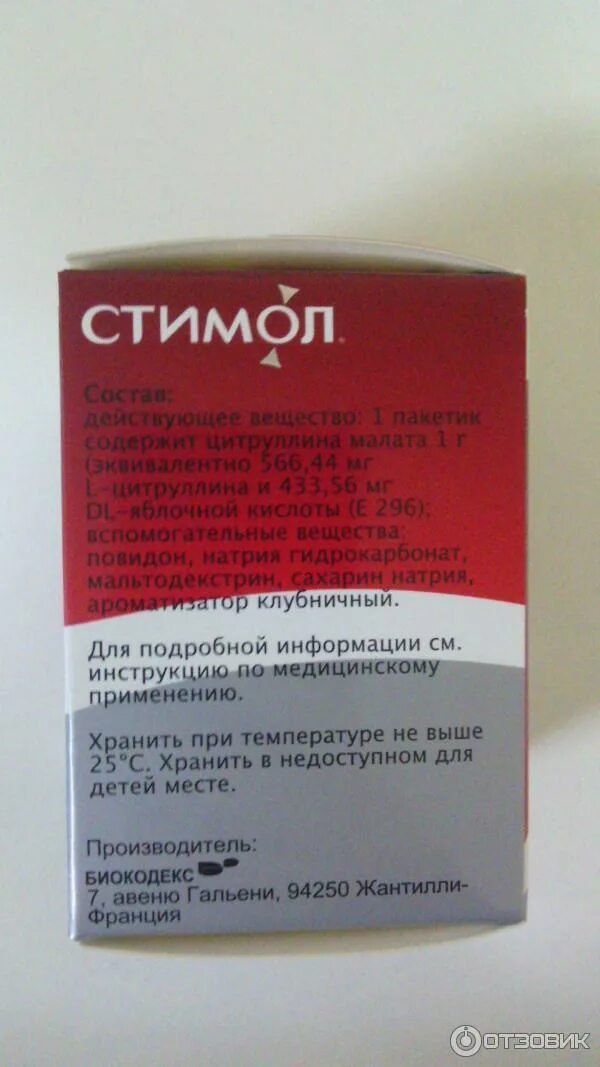 СТИМОЛ®
Состав:
действующее вещество: 1 пакетик
содержит цитруллина малата 1 г
(эквивалентно 566,44 мг
L-цитруллина и 433,56 мг
DL-яблочной кислоты (Е 296);
вспомогательные вещества:
повидон, натрия гидрокарбонат,
мальтодекстрин, сахарин натрия,
ароматизатор клубничный.
Для подробной информации см.
инструкцию по медицинскому
применению.
Хранить при температуре не выше
25°С. Хранить в недоступном для
детей месте.
Производитель:
БИОКОДЕКС
7, авеню Гальени, 94250 Жантилли-
Франция
ОТЗОВИК